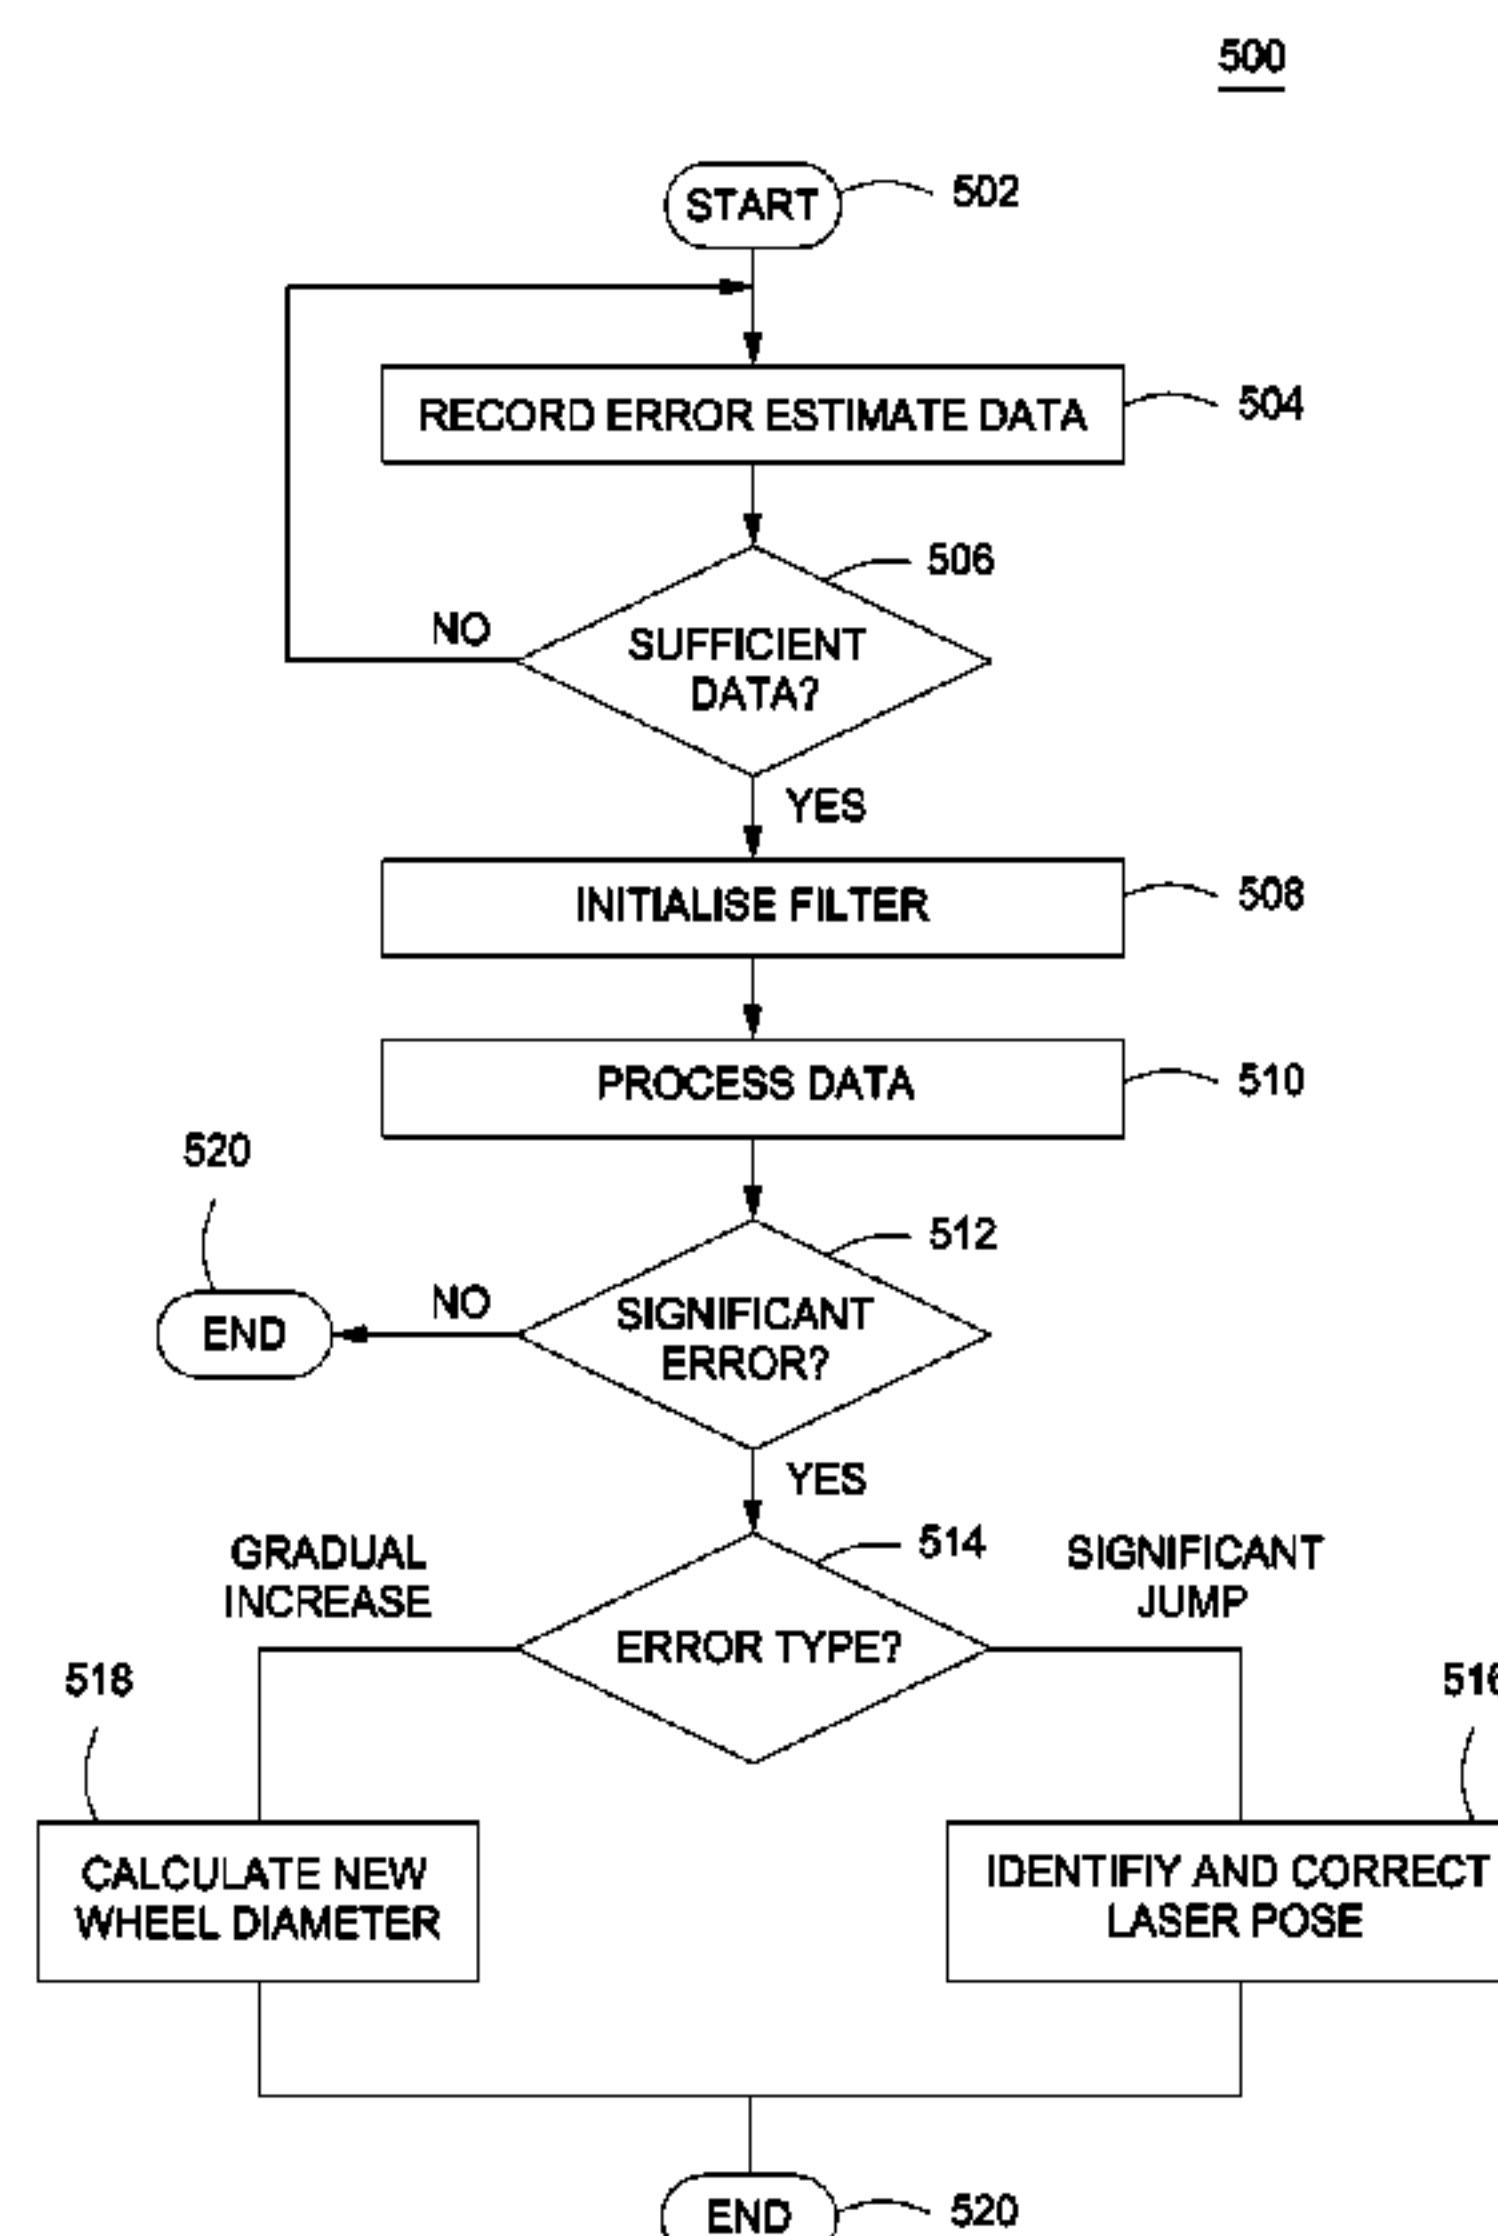 500
START
502
RECORD ERROR ESTIMATE DATA
504
506
NO
SUFFICIENT
DATA?
YES
INITIALISE FILTER
508
PROCESS DATA
510
520
512
END
NO
SIGNIFICANT
ERROR?
YES
514
GRADUAL
INCREASE
SIGNIFICANT
JUMP
ERROR TYPE?
518
516
CALCULATE NEW
WHEEL DIAMETER
IDENTIFIY AND CORRECT
LASER POSE
END
520